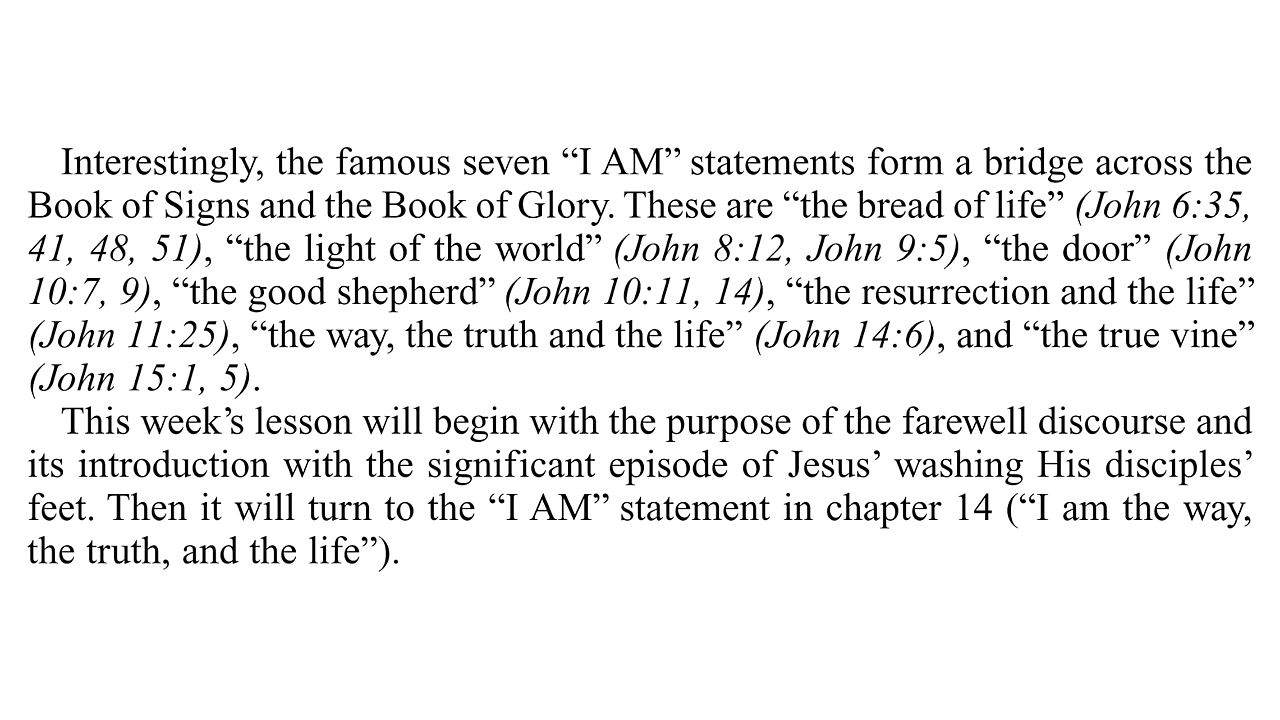 Interestingly, the famous seven “I AM” statements form a bridge across the
Book of Signs and the Book of Glory. These are “the bread of life” (John 6:35,
41, 48, 51), “the light of the world” (John 8:12, John 9:5), “the door” (John
10:7, 9), “the good shepherd” (John 10:11, 14), “the resurrection and the life”
(John 11:25), “the way, the truth and the life” (John 14:6), and “the true vine”
(John 15:1, 5).
This week’s lesson will begin with the purpose of the farewell discourse and
its introduction with the significant episode of Jesus’ washing His disciples’
feet. Then it will turn to the “I AM” statement in chapter 14 (“I am the way,
the truth, and the life”).